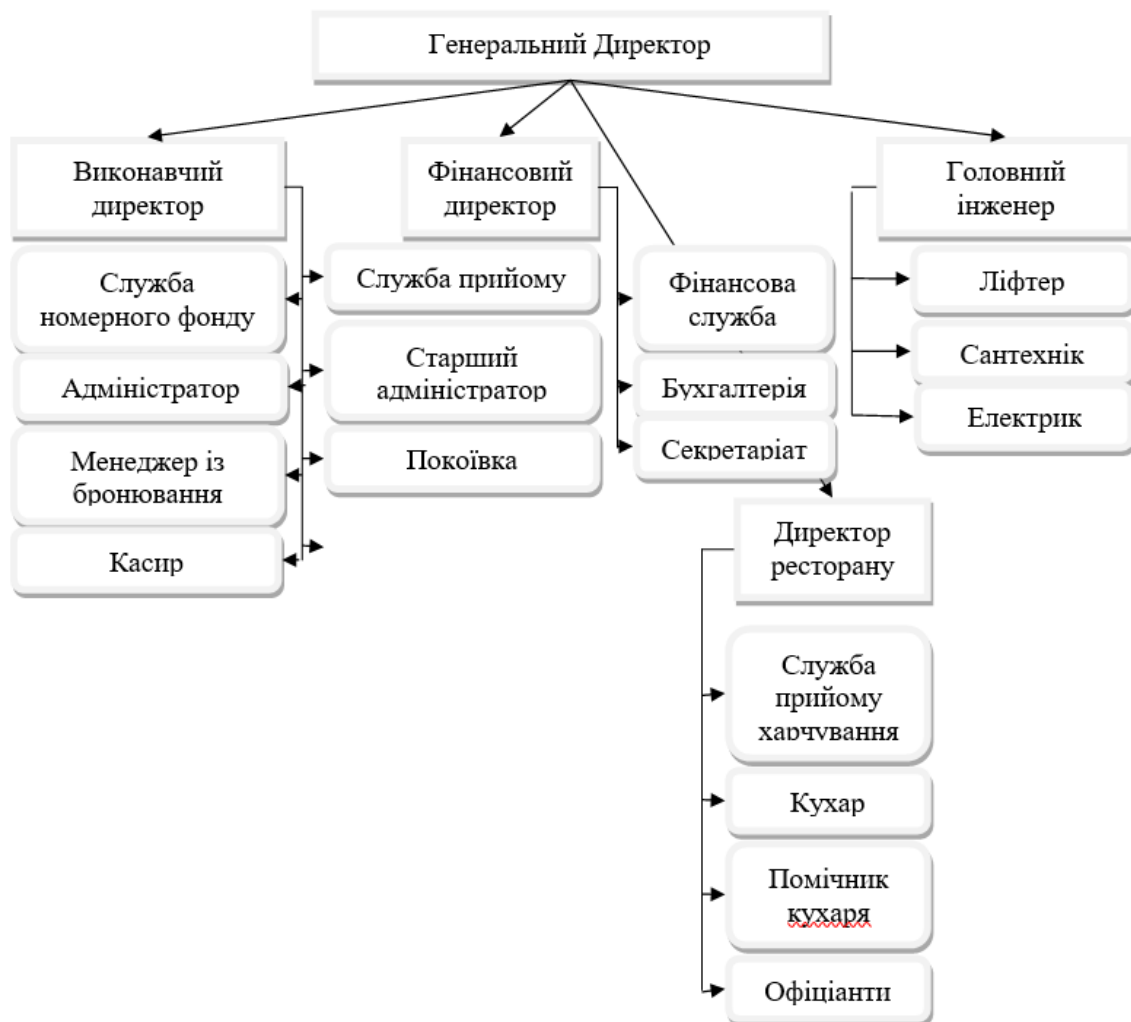 Генеральний Директор
Виконавчий
директор
Фінансовий
директор
Головний
інженер
Служба
номерного фонду
Служба прийому
Фінансова
служба
Ліфтер
Адміністратор
Старший
адміністратор
Бухгалтерія
Сантехнік
Менеджер із
бронювання
Покоївка
Секретаріат
Електрик
Касир
Директор
ресторану
Служба
прийому
харчування
Кухар
Помічник
кухаря
Офіціанти